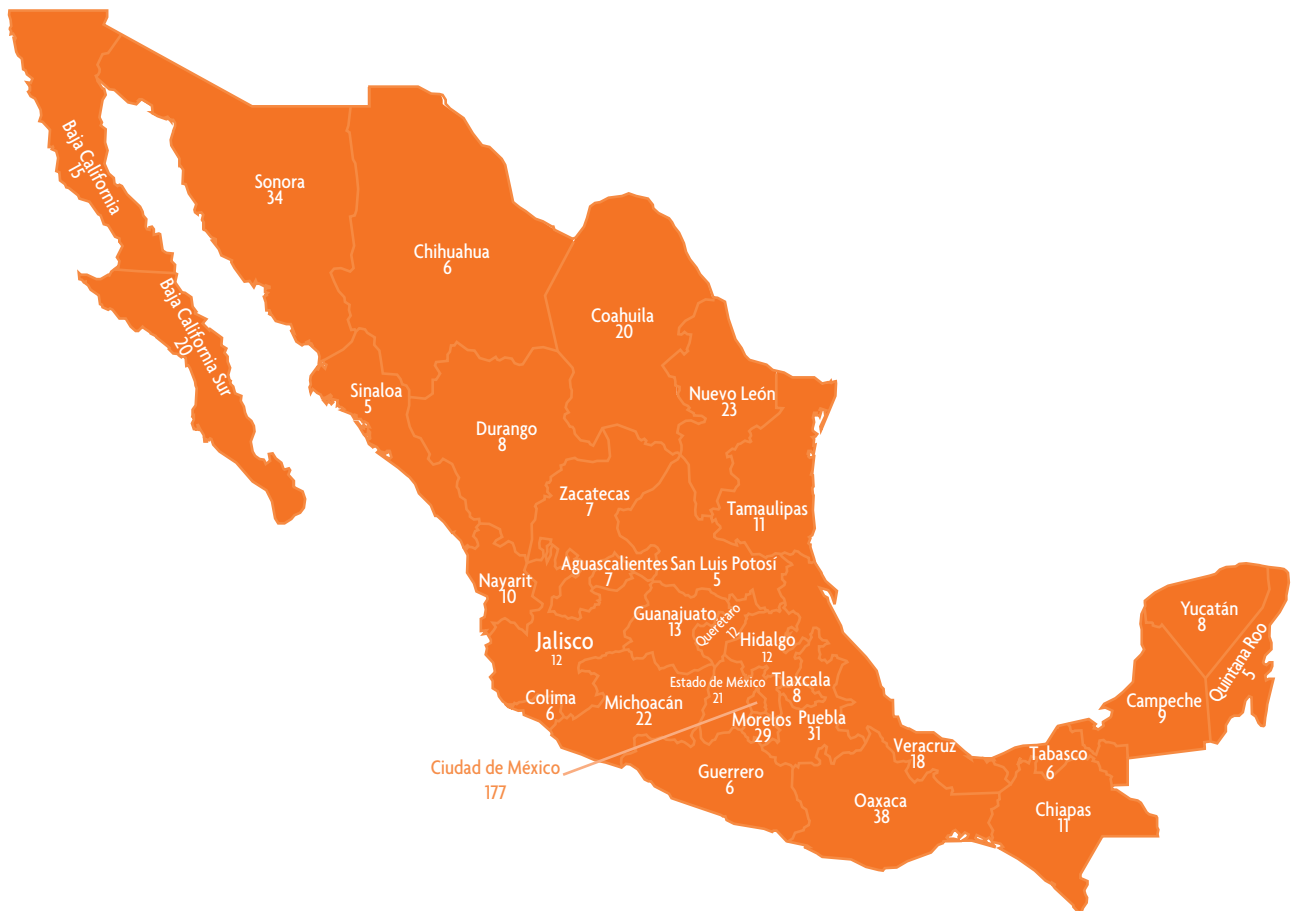 Baja California
15
Sonora
34
Chihuahua
6
Baja California Sur
20
Coahuila
20
Sinaloa
5
Nuevo León
23
Durango
8
Zacatecas
7
Tamaulipas
11
Aguascalientes
7
San Luis Potosí
5
Nayarit
10
Guanajuato
13
Querétaro
12
Hidalgo
12
Jalisco
12
Yucatán
8
Quintana Roo
5
Estado de México
21
Tlaxcala
8
Colima
6
Michoacán
22
Campeche
9
Morelos
29
Puebla
31
Veracruz
18
Tabasco
6
Ciudad de México
177
Guerrero
6
Oaxaca
38
Chiapas
11